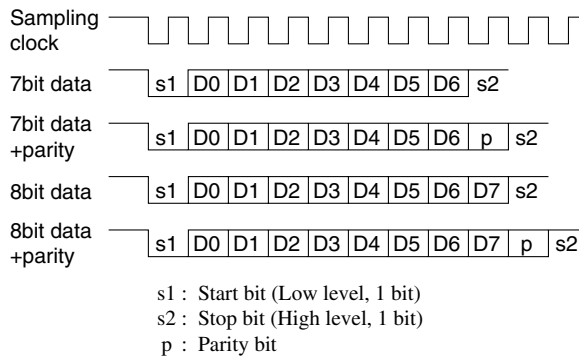 Sampling
clock
7bit data
s1 D0 D1 D2 D3 D4 D5 D6 s2
7bit data
+parity
s1 D0 D1 D2 D3 D4 D5 D6 p s2
8bit data
s1 D0 D1 D2 D3 D4 D5 D6 D7 s2
8bit data
+parity
s1 D0 D1 D2 D3 D4 D5 D6 D7 p s2
s1 : Start bit (Low level, 1 bit)
s2 : Stop bit (High level, 1 bit)
p : Parity bit